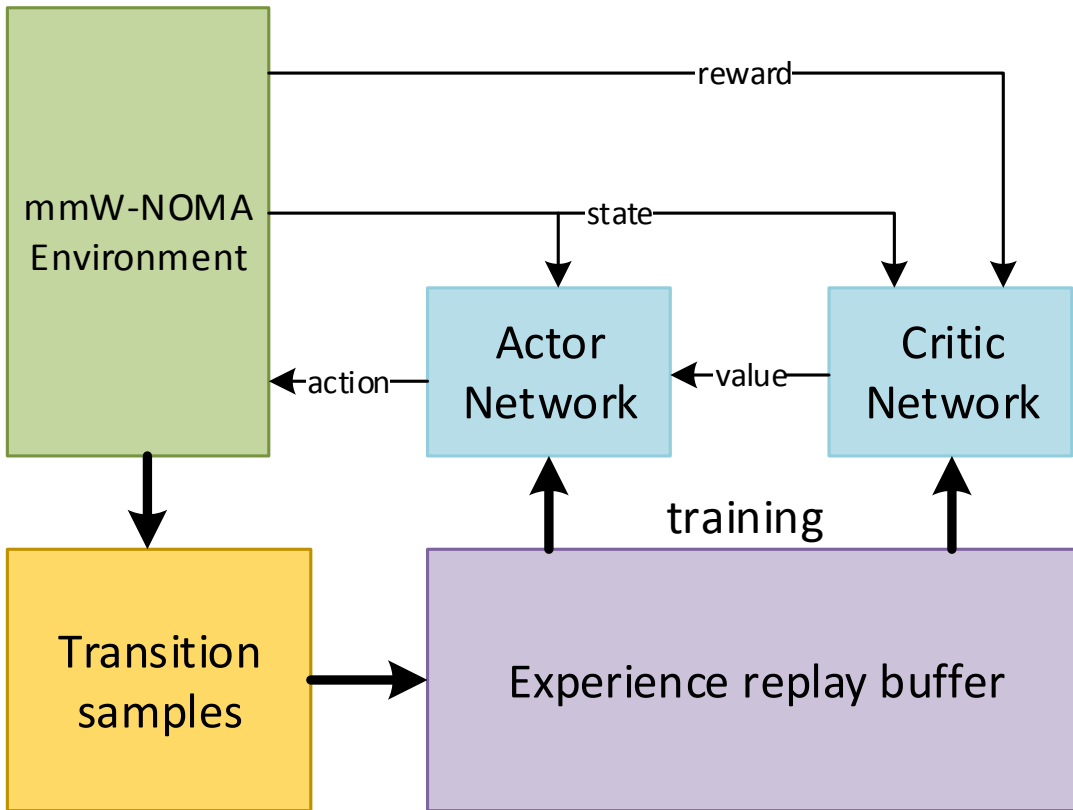 reward
mmW-NOMA
Environment
state
Actor
Network
Critic
Network
action
value
training
Transition
samples
Experience replay buffer